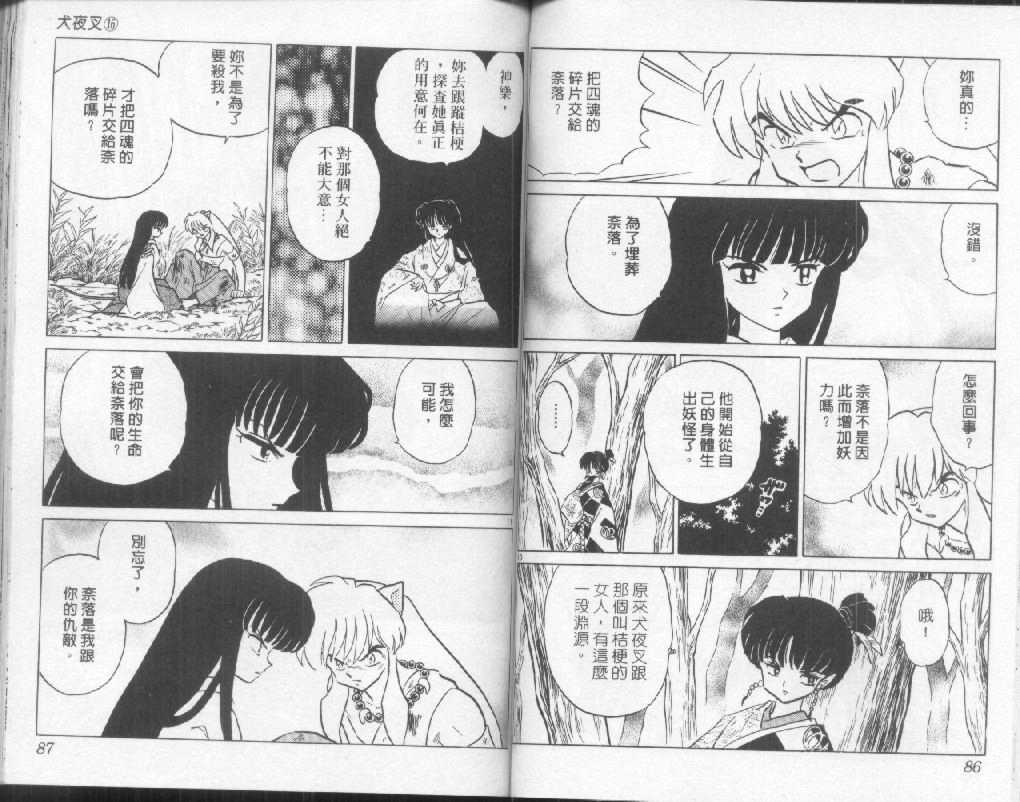 妳真的…
把四魂的
碎片交給
奈落？
沒錯。
為了埋葬
奈落。
怎麼回事？
奈落不是因
此而增加妖
力嗎？
他開始從自
己的身體生
出妖怪了。
……
哦！
原來犬夜叉跟
那個叫桔梗的
女人，有這麼
一段淵源。
86
犬夜叉⑯
神樂，
妳去跟蹤桔梗
，探查她真正
的用意何在。
對那個女人絕
不能大意…
妳不是為了
要殺我，
才把四魂的
碎片交給奈
落嗎？
我怎麼
可能，
會把你的生命
交給奈落呢？
別忘了，
奈落是我跟
你的仇敵。
87